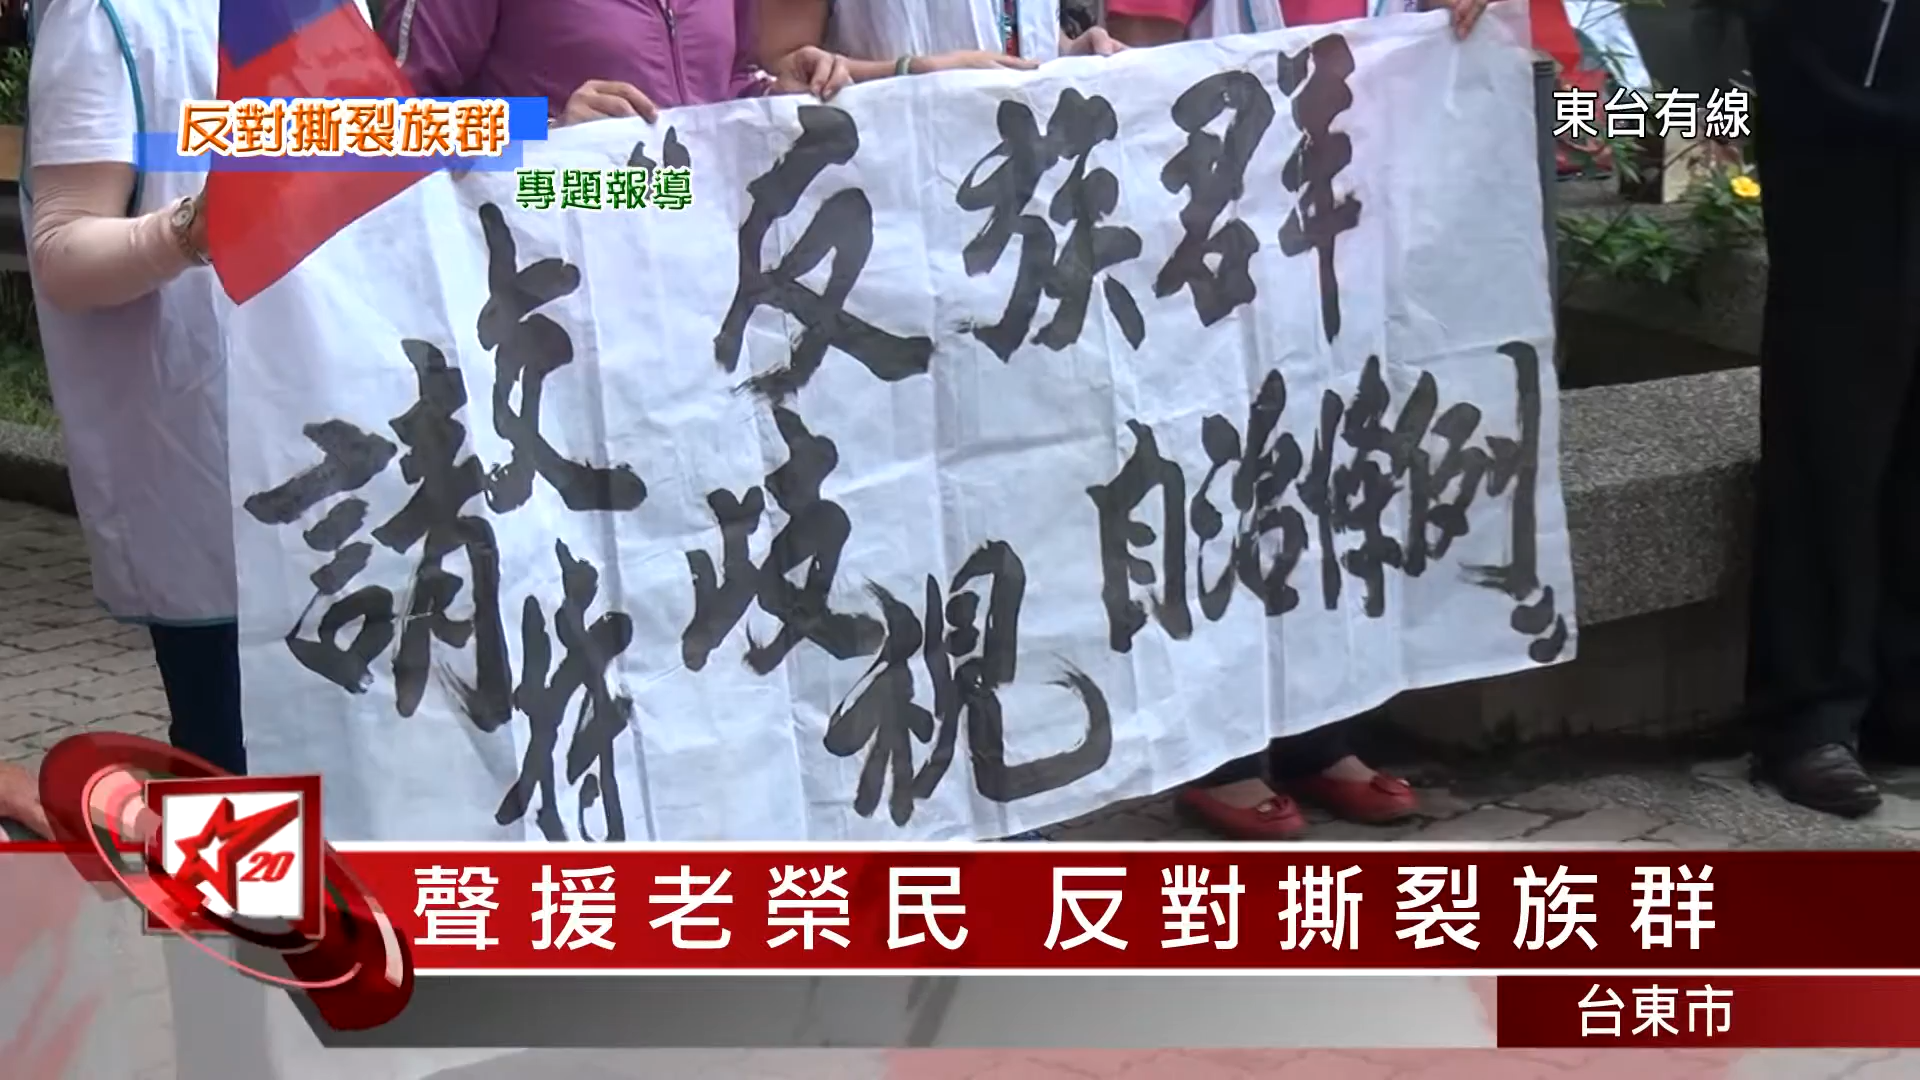 反對撕裂族群
專題報導
東台有線
請支持
反族群
歧視
自治條例
20
聲援老榮民 反對撕裂族群
台東市